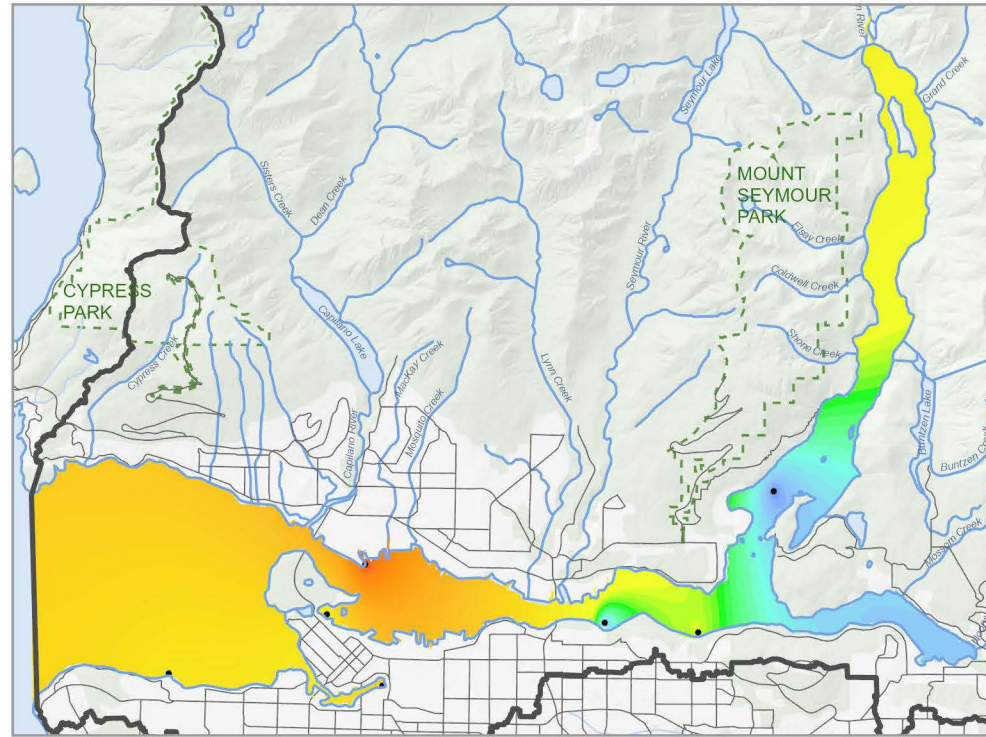 Grand Creek
Seymour Lake
MOUNT
SEYMOUR
PARK
Sisters Creek
Dean Creek
Elsay Creek
Seymour River
Coldwell Creek
CYPRESS
PARK
Capilano Lake
Shone Creek
Cypress Creek
MacKay Creek
Lynn Creek
Mosquito Creek
Buntzen Lake
Capilano River
Buntzen
Mossom Creek